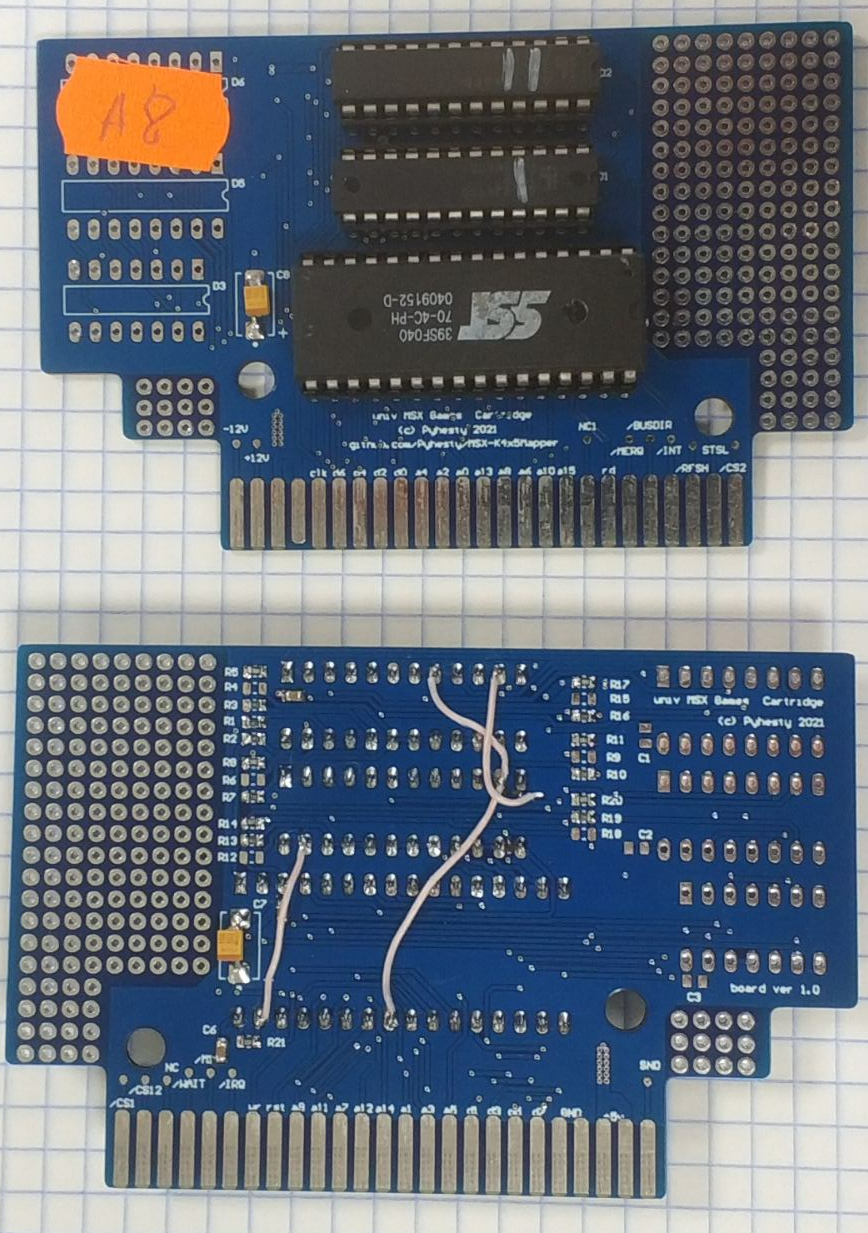 D6
A8
D2
D5
D1
D3
C8
+
SST
39SF040
70-4C-PH
0409152-D
univ MSX Games Cartridge
(c) Pyhesty 2021
github.com/Pyhesty/MSX-K4x5Mapper
-12V
+12V
NC1
/BUSDIR
/MERQ
/INT
STSL
/RFSH
/CS2
clk d6 d4 d2 d0 a4 a2 a0 a13 a8 a6 a10 a15 rd
R5
R4
R3
R1
R2
R8
R6
R7
R14
R13
R12
R17
R15
R16
R11
R9
R10
R20
R19
R18
univ MSX Games Cartridge
(c) Pyhesty 2021
C1
C2
C3
C7
board ver 1.0
C6
R21
/M1
NC
/WAIT
/IRQ
/CS12
/CS1
GND
wr rst a9 a11 a7 a12 a14 a1 a3 a5 d1 d3 d5 d7 GND +5v